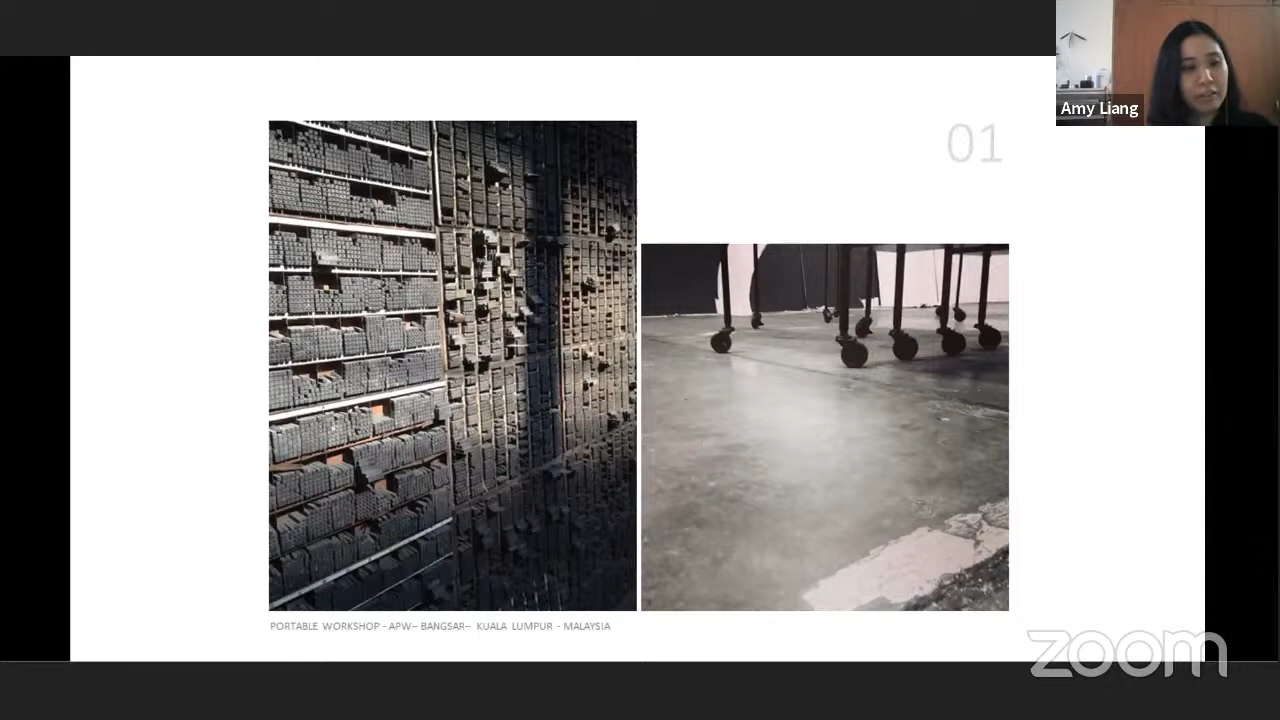 Amy Liang
01
PORTABLE WORKSHOP - APW– BANGSAR– KUALA LUMPUR - MALAYSIA
zoom